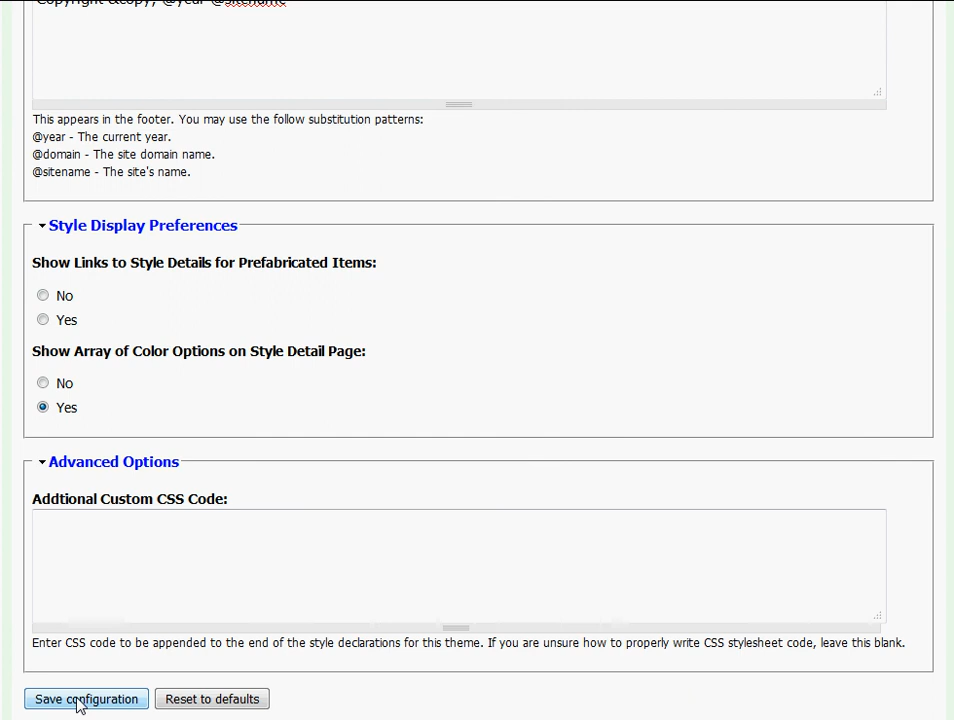 Copyright &copy; @year @sitename
This appears in the footer. You may use the follow substitution patterns:
@year - The current year.
@domain - The site domain name.
@sitename - The site's name.
Style Display Preferences
Show Links to Style Details for Prefabricated Items:
No
Yes
Show Array of Color Options on Style Detail Page:
No
Yes
Advanced Options
Addtional Custom CSS Code:
Enter CSS code to be appended to the end of the style declarations for this theme. If you are unsure how to properly write CSS stylesheet code, leave this blank.
Save configuration Reset to defaults